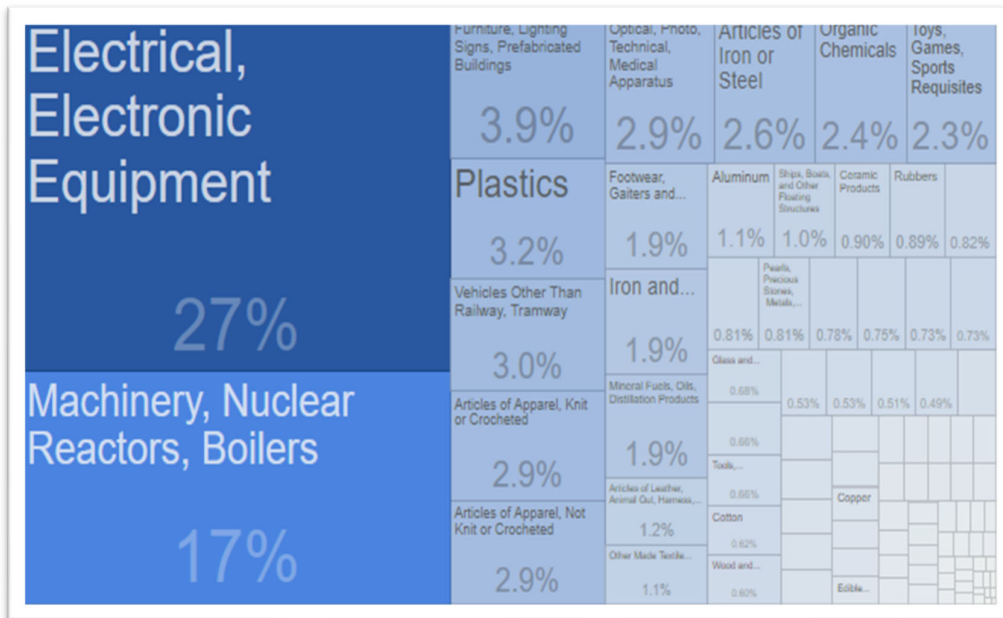 Electrical,
Electronic
Equipment
27%
Machinery, Nuclear
Reactors, Boilers
17%
Furniture, Lighting
Signs, Prefabricated
Buildings
3.9%
Plastics
3.2%
Vehicles Other Than
Railway, Tramway
3.0%
Articles of Apparel, Knit
or Crocheted
2.9%
Articles of Apparel, Not
Knit or Crocheted
2.9%
Optical, Photo,
Technical,
Medical
Apparatus
2.9%
Articles of
Iron or
Steel
2.6%
Organic
Chemicals
2.4%
Toys,
Games,
Sports
Requisites
2.3%
Footwear,
Gaiters and...
1.9%
Iron and...
1.9%
Mineral Fuels, Oils,
Distillation Products
1.9%
Articles of Leather,
Animal Gut, Harness,...
1.2%
Other Made Textile...
1.1%
Aluminum
1.1%
Ships, Boats,
and Other
Floating
Structures
1.0%
Ceramic
Products
0.90%
Rubbers
0.89%
0.82%
0.81%
Pearls,
Precious
Stones,
Metals,...
0.81%
0.78%
0.75%
0.73%
0.73%
Glass and...
0.68%
0.66%
Tools,...
0.66%
Cotton
0.62%
Wood and...
0.60%
0.53%
0.53%
0.51%
0.49%
Copper
Edible...